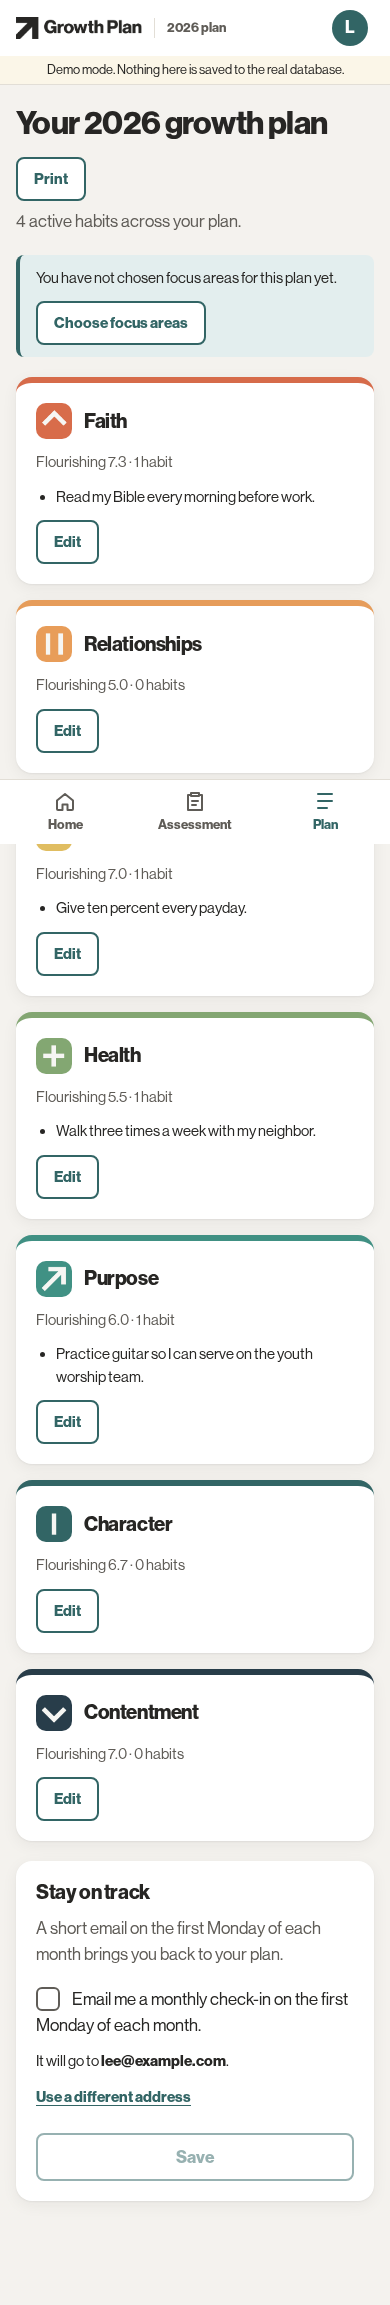 Growth Plan
2026 plan
L
Demo mode. Nothing here is saved to the real database.
Your 2026 growth plan
Print
4 active habits across your plan.
You have not chosen focus areas for this plan yet.
Choose focus areas
Faith
Flourishing 7.3 · 1 habit
• Read my Bible every morning before work.
Edit
Relationships
Flourishing 5.0 · 0 habits
Edit
Home
Assessment
Plan
Flourishing 7.0 · 1 habit
• Give ten percent every payday.
Edit
Health
Flourishing 5.5 · 1 habit
• Walk three times a week with my neighbor.
Edit
Purpose
Flourishing 6.0 · 1 habit
• Practice guitar so I can serve on the youth
worship team.
Edit
Character
Flourishing 6.7 · 0 habits
Edit
Contentment
Flourishing 7.0 · 0 habits
Edit
Stay on track
A short email on the first Monday of each
month brings you back to your plan.
Email me a monthly check-in on the first
Monday of each month.
It will go to lee@example.com.
Use a different address
Save